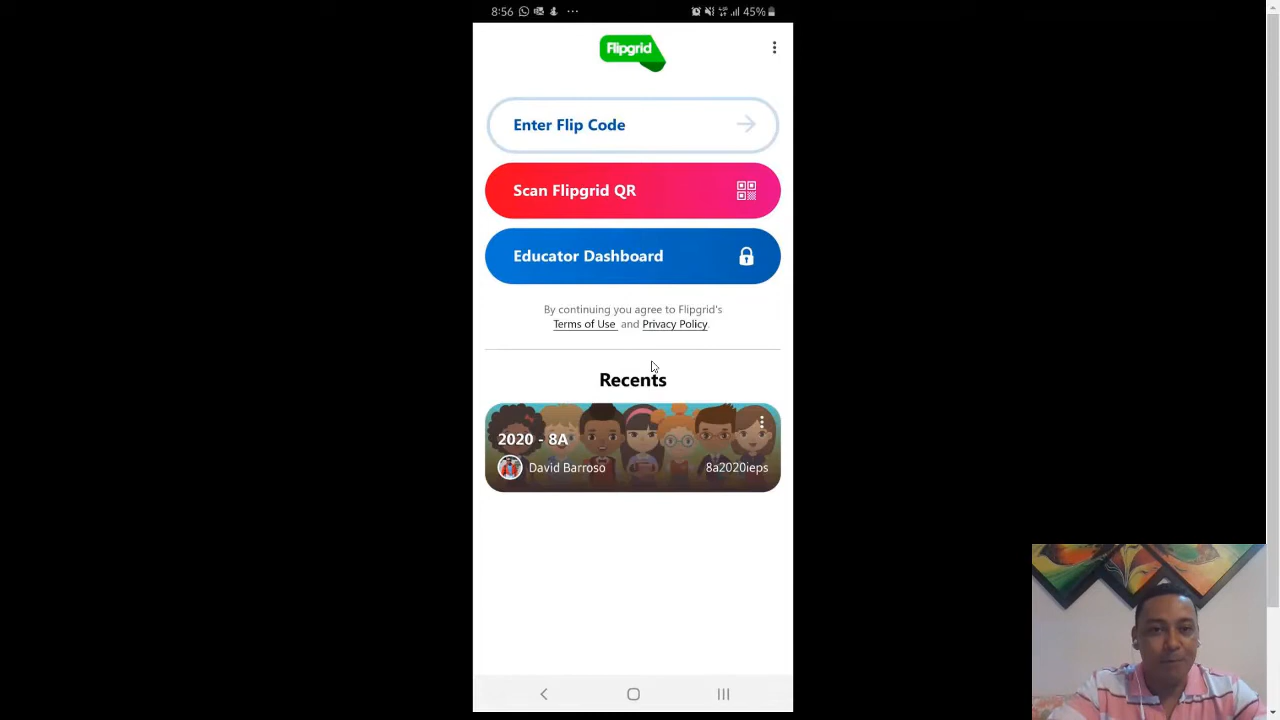 8:56
45%
Flipgrid
Enter Flip Code
Scan Flipgrid QR
Educator Dashboard
By continuing you agree to Flipgrid's
Terms of Use and Privacy Policy.
Recents
2020 - 8A
David Barroso
8a2020ieps